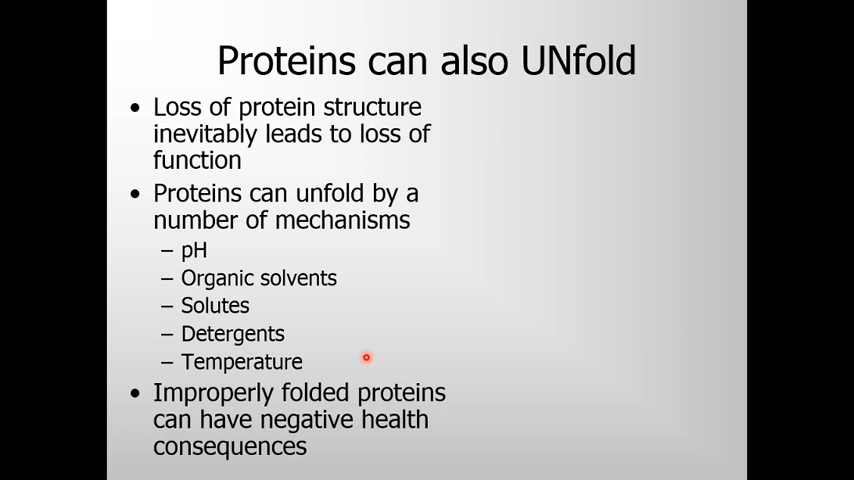 Proteins can also UNfold
• Loss of protein structure
inevitably leads to loss of
function
• Proteins can unfold by a
number of mechanisms
– pH
– Organic solvents
– Solutes
– Detergents
– Temperature
• Improperly folded proteins
can have negative health
consequences